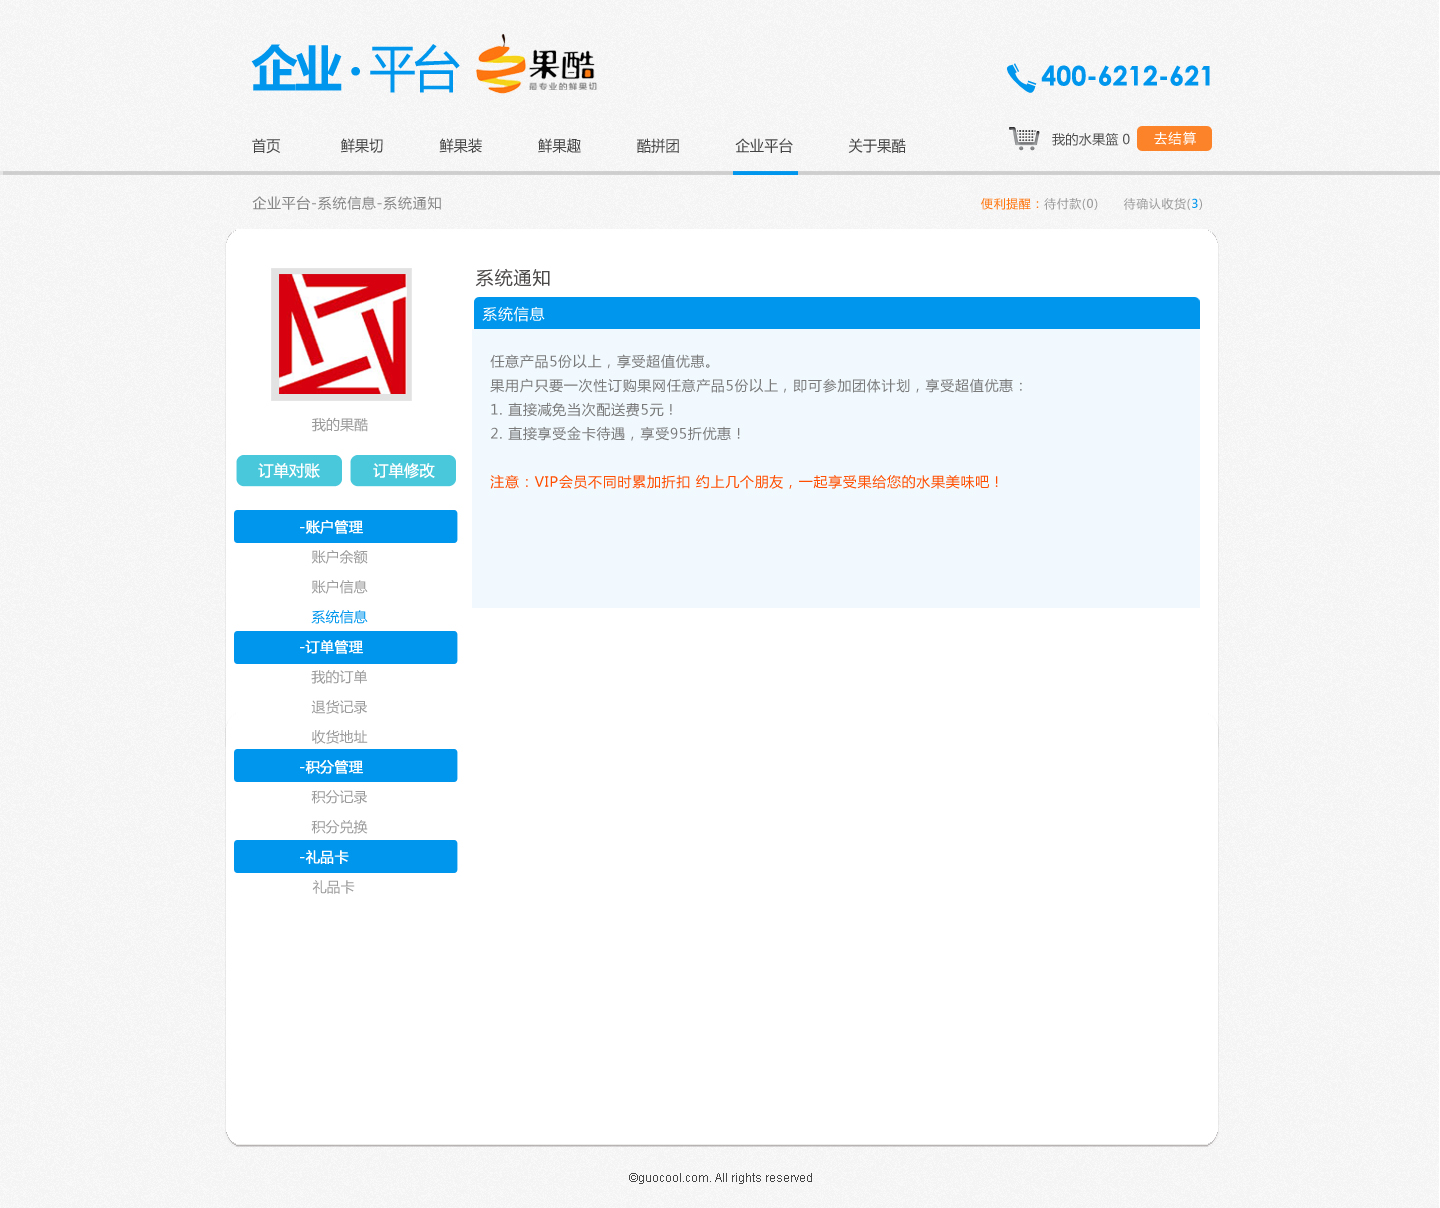 企业·平台 果酷
最专业的鲜果切
400-6212-621
首页 鲜果切 鲜果装 鲜果趣 酷拼团 企业平台 关于果酷
我的水果篮 0 去结算
企业平台-系统信息-系统通知
便利提醒：待付款(0) 待确认收货(3)
系统通知
系统信息
任意产品5份以上，享受超值优惠。
果用户只要一次性订购果网任意产品5份以上，即可参加团体计划，享受超值优惠：
1. 直接减免当次配送费5元！
2. 直接享受金卡待遇，享受95折优惠！
注意：VIP会员不同时累加折扣 约上几个朋友，一起享受果给您的水果美味吧！
我的果酷
订单对账 订单修改
-账户管理
账户余额
账户信息
系统信息
-订单管理
我的订单
退货记录
收货地址
-积分管理
积分记录
积分兑换
-礼品卡
礼品卡
©guocool.com. All rights reserved